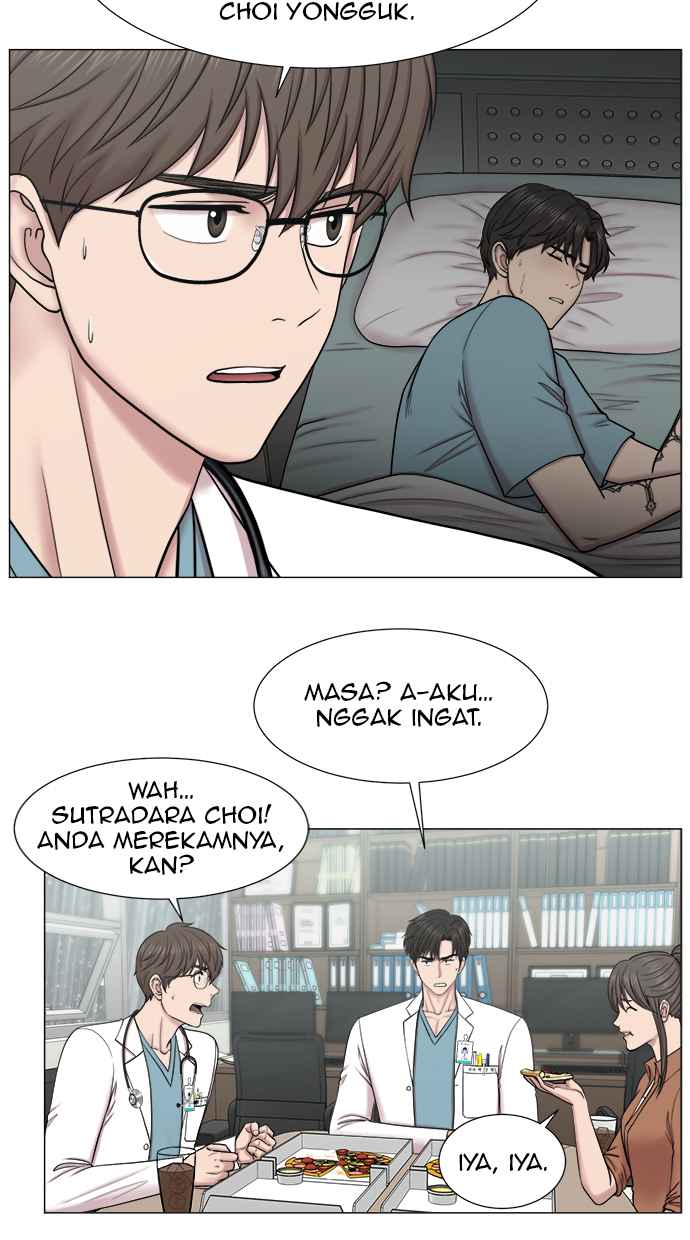 CHOI YONGGUK.
MASA? A-AKU...
NGGAK INGAT.
WAH...
SUTRADARA CHOI!
ANDA MEREKAMNYA,
KAN?
IYA, IYA.